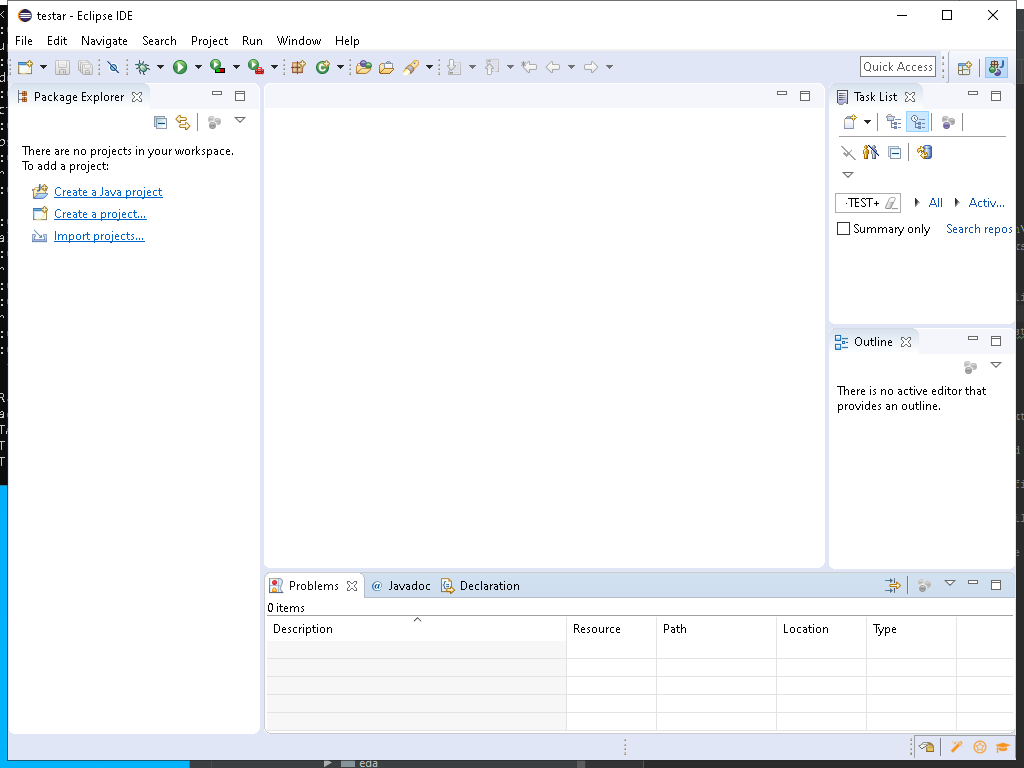 testar - Eclipse IDE
File Edit Navigate Search Project Run Window Help
Quick Access
Package Explorer
Task List
There are no projects in your workspace.
To add a project:
Create a Java project
Create a project...
Import projects...
·TEST+ All Activ...
Summary only Search repos
Outline
There is no active editor that
provides an outline.
Problems @ Javadoc Declaration
0 items
Description Resource Path Location Type
eda